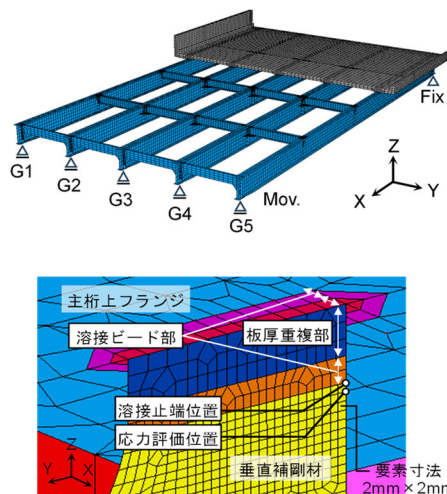 Fix
Z
Y
X
G1
G2
G3
G4
Mov.
G5
主桁上フランジ
溶接ビード部
板厚重複部
溶接止端位置
応力評価位置
垂直補剛材
要素寸法
2mm×2mm
Z
Y
X